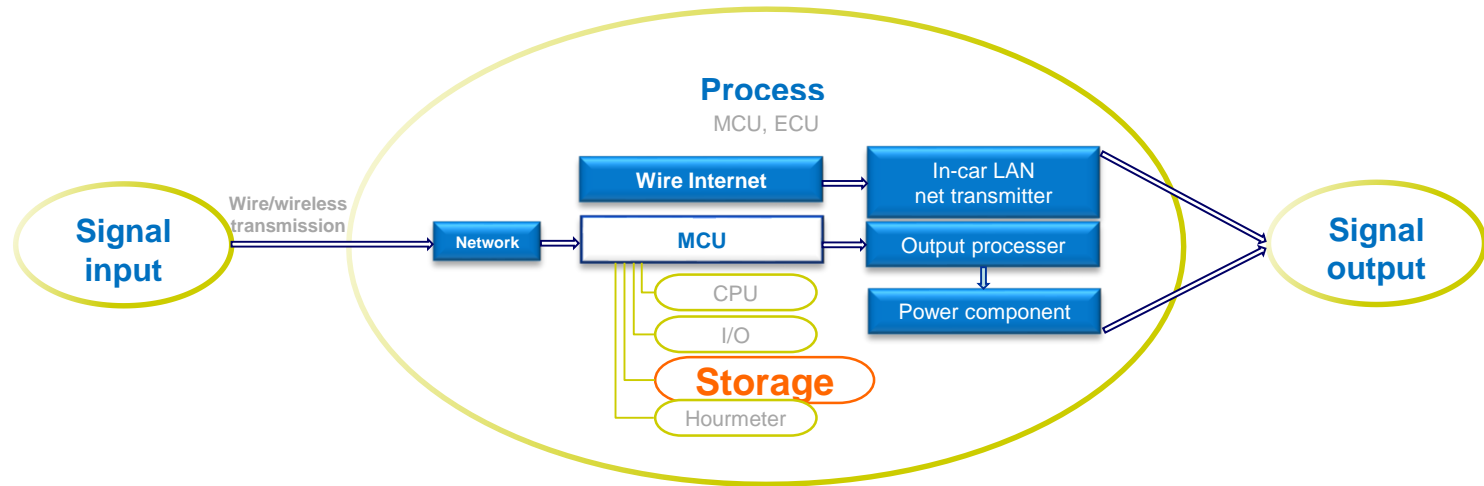 Process
MCU, ECU
Wire Internet
In-car LAN
net transmitter
Wire/wireless
transmission
Signal
input
Network
MCU
Output processer
Signal
output
CPU
Power component
I/O
Storage
Hourmeter